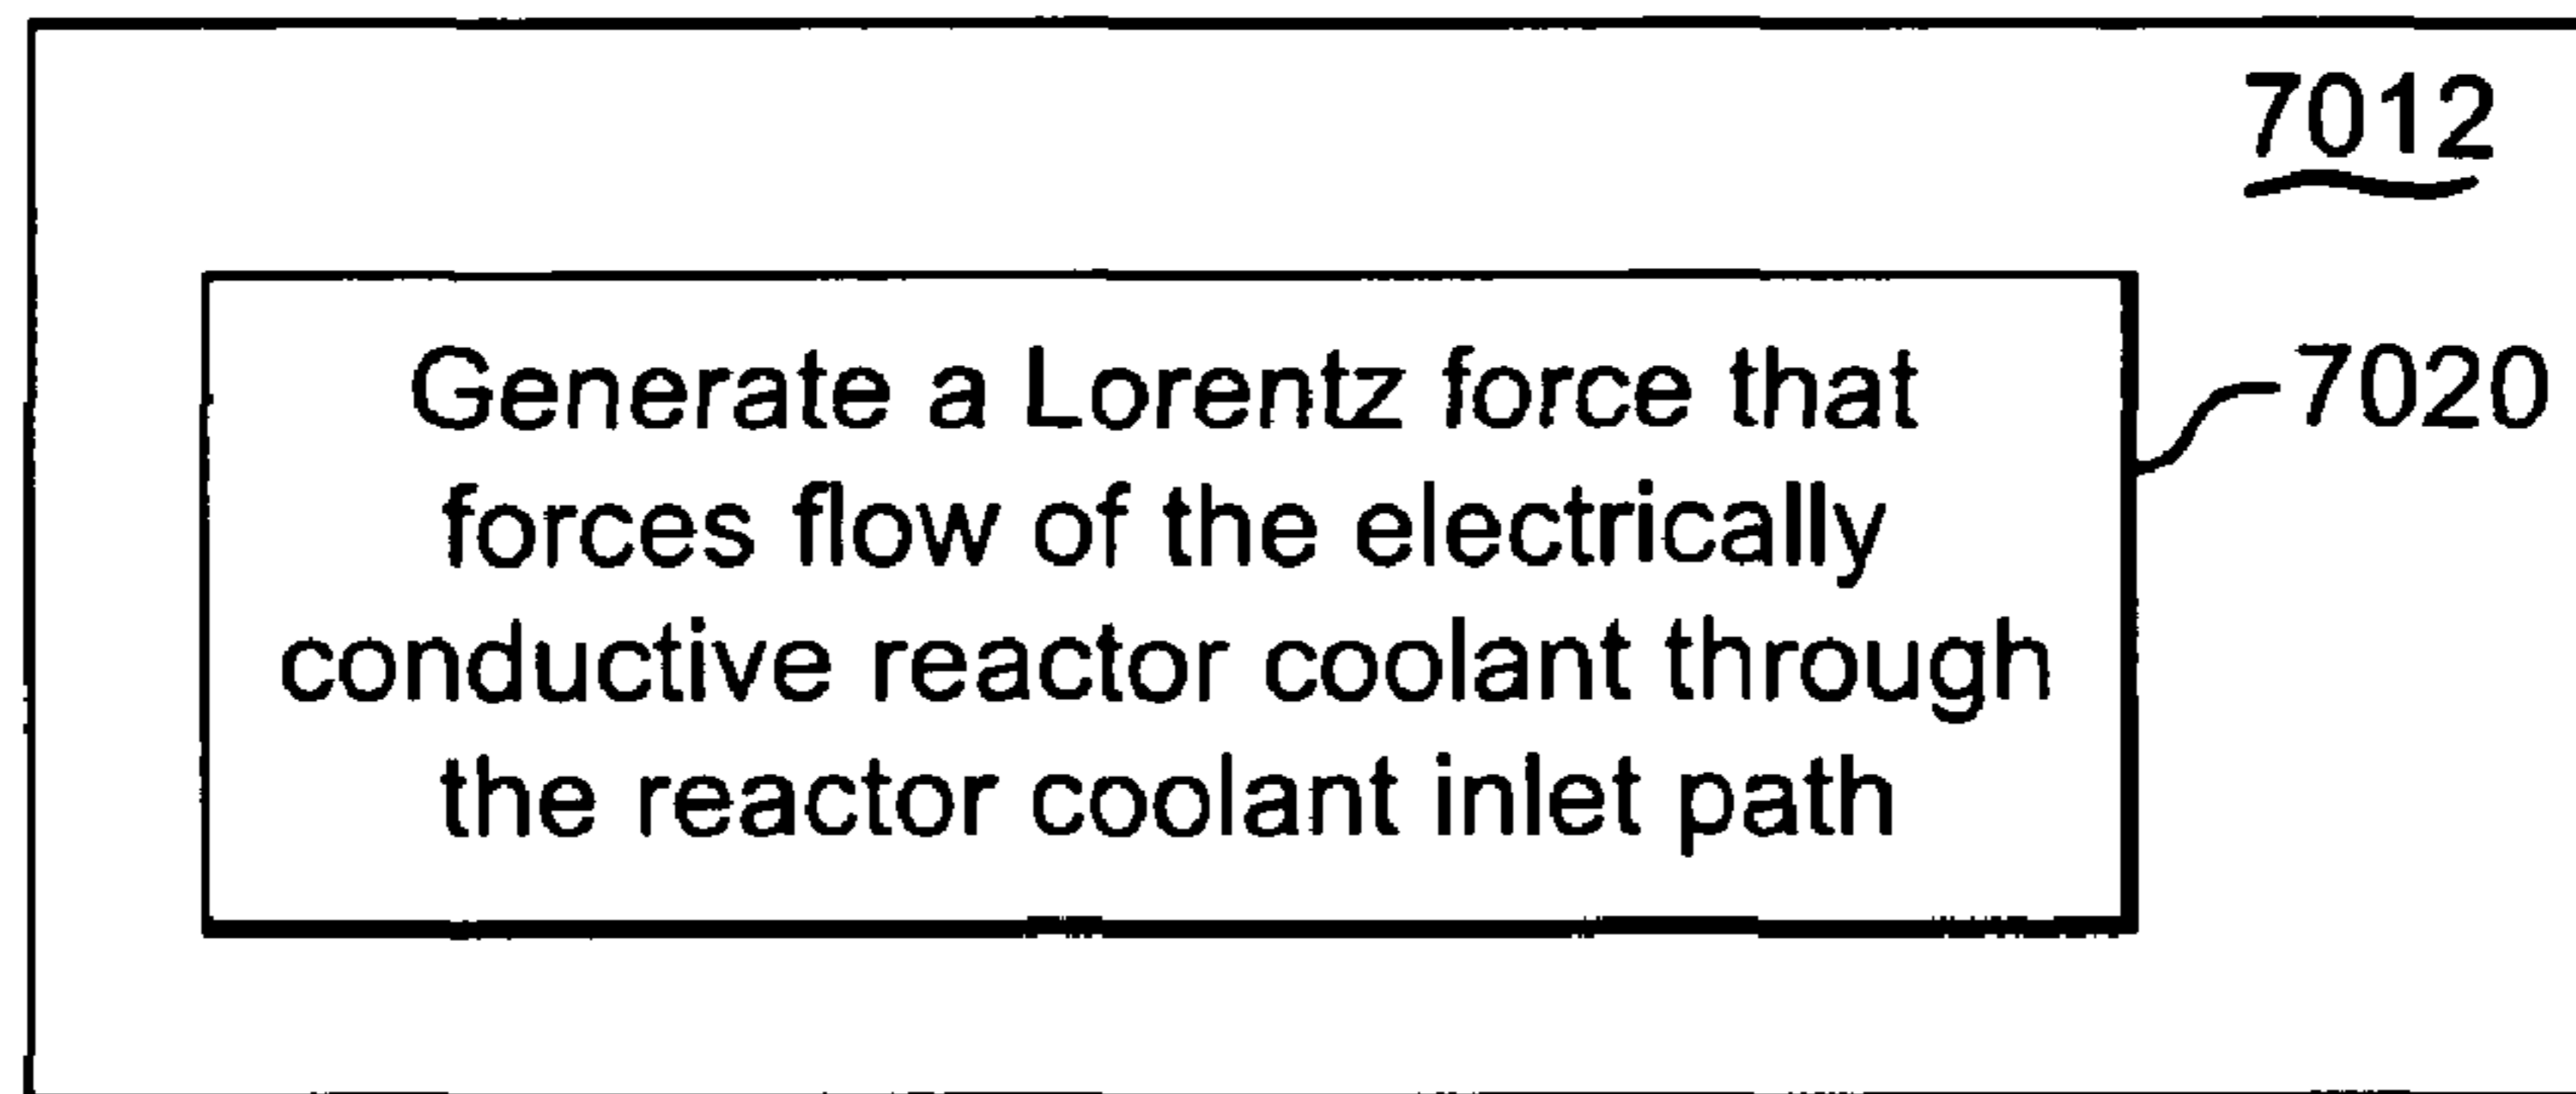 7012
Generate a Lorentz force that
forces flow of the electrically
conductive reactor coolant through
the reactor coolant inlet path
7020